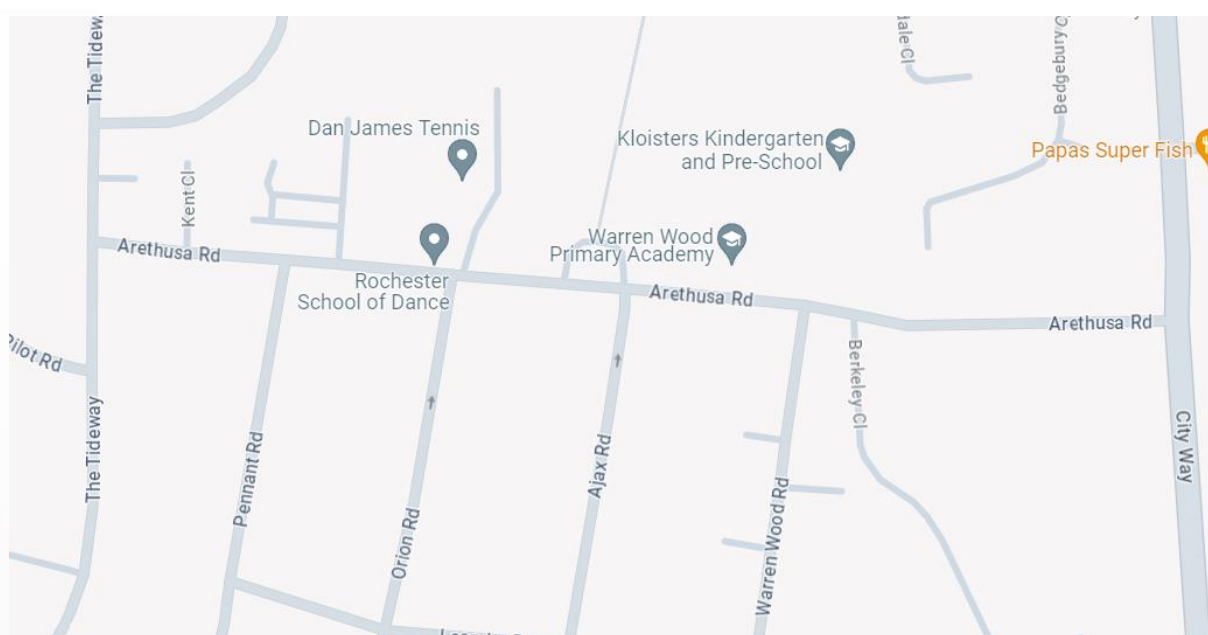 The Tideway
dale Cl
Bedgebury C
Dan James Tennis
Kloisters Kindergarten
and Pre-School
Papas Super Fish
Kent Cl
Arethusa Rd
Warren Wood
Primary Academy
Rochester
School of Dance
Arethusa Rd
Arethusa Rd
Pilot Rd
Berkeley Cl
The Tideway
Pennant Rd
Orion Rd
Ajax Rd
Warren Wood Rd
City Way